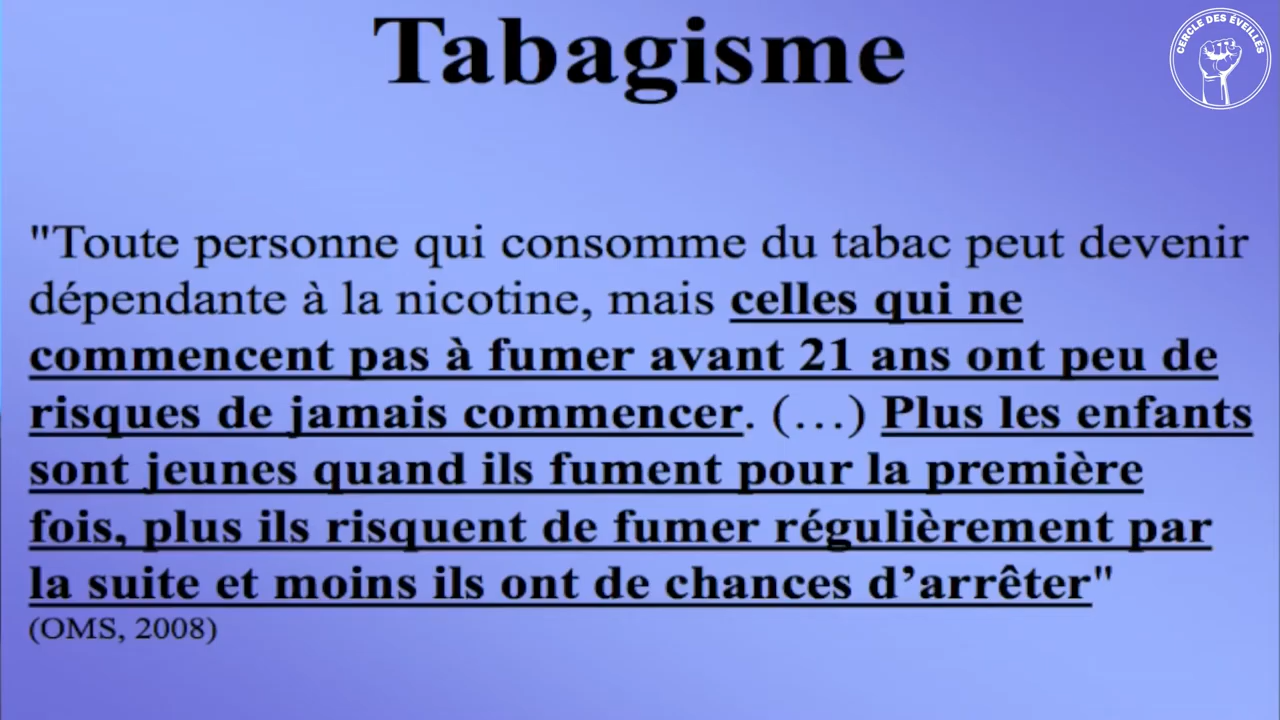 Tabagisme
CERCLE DES ÉVEILLÉS
"Toute personne qui consomme du tabac peut devenir
dépendante à la nicotine, mais celles qui ne
commencent pas à fumer avant 21 ans ont peu de
risques de jamais commencer. (…) Plus les enfants
sont jeunes quand ils fument pour la première
fois, plus ils risquent de fumer régulièrement par
la suite et moins ils ont de chances d’arrêter"
(OMS, 2008)